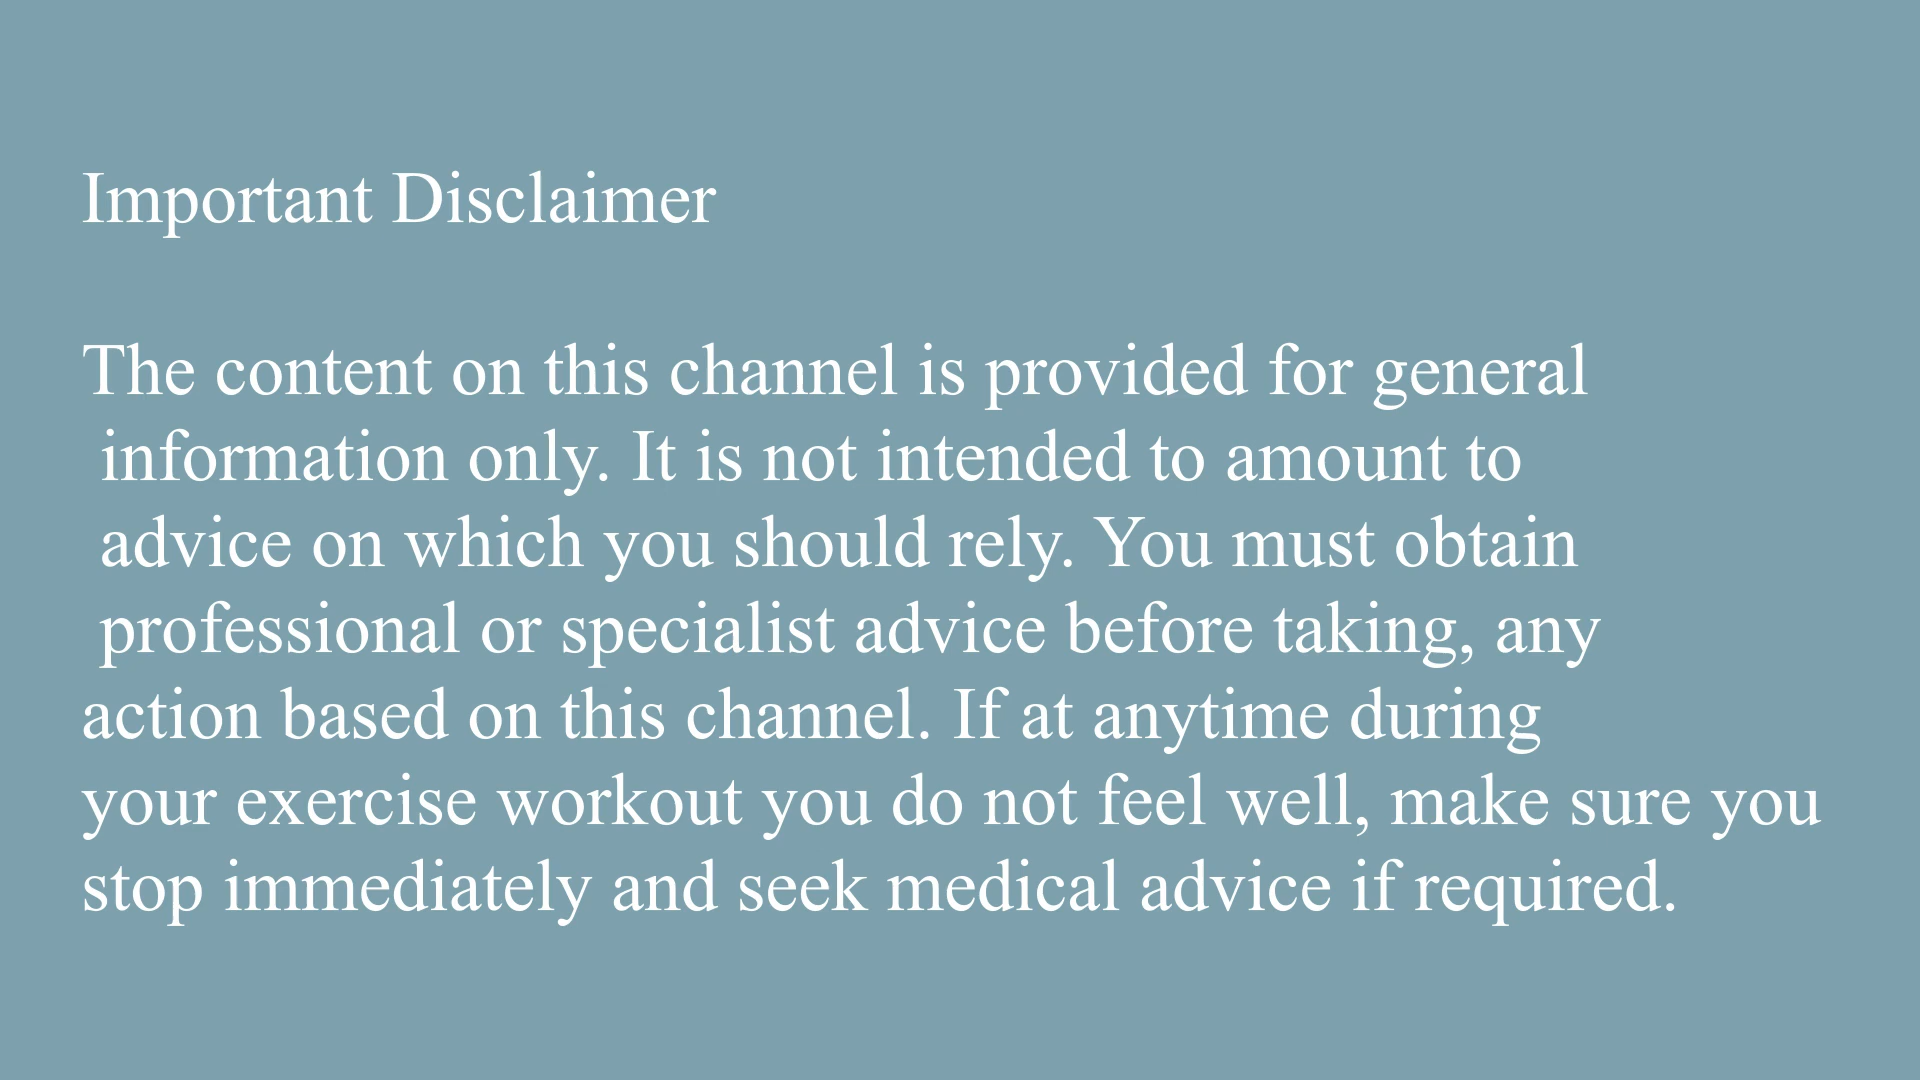 Important Disclaimer
The content on this channel is provided for general
information only. It is not intended to amount to
advice on which you should rely. You must obtain
professional or specialist advice before taking, any
action based on this channel. If at anytime during
your exercise workout you do not feel well, make sure you
stop immediately and seek medical advice if required.